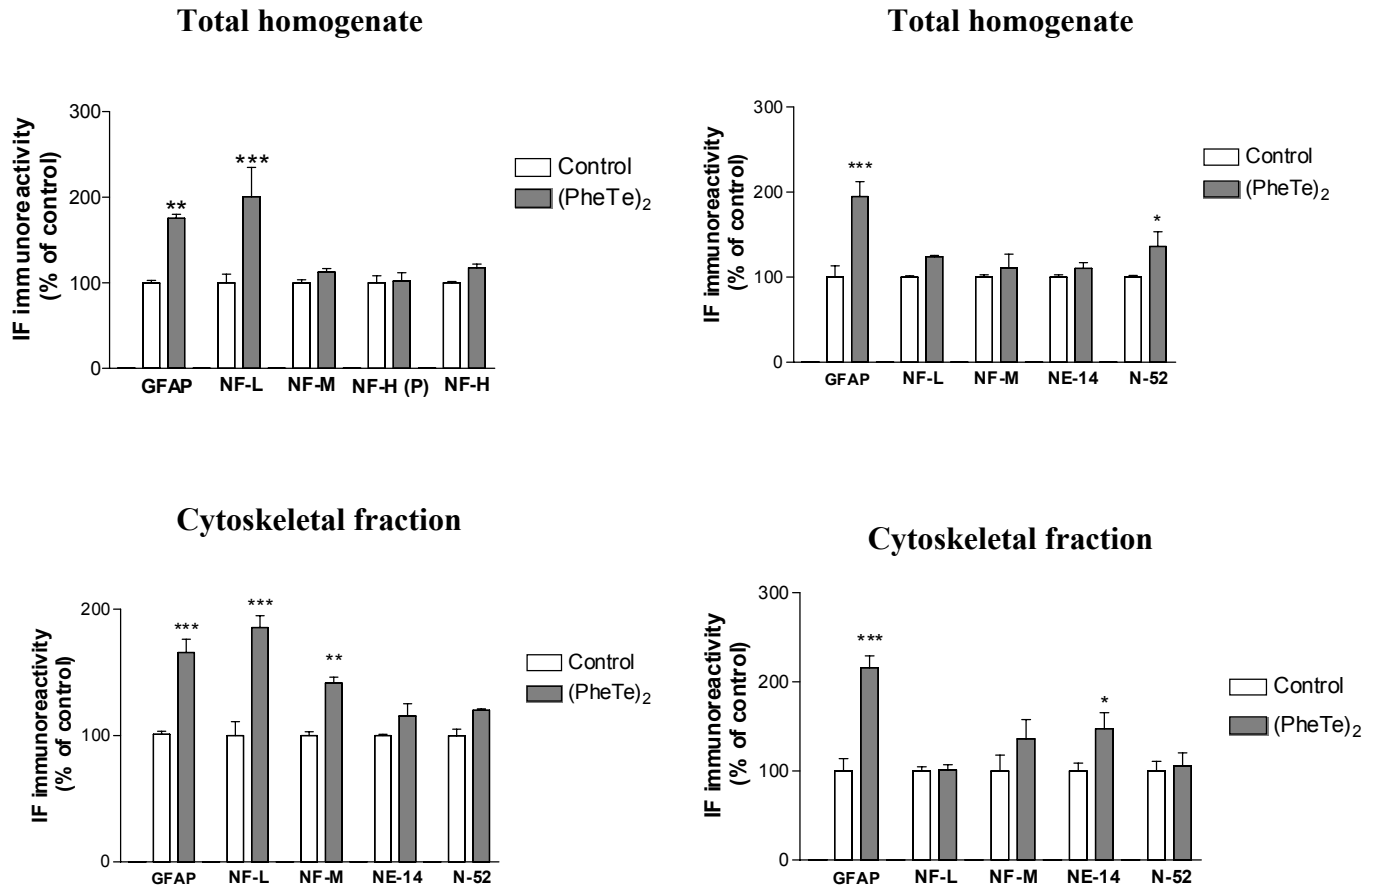 Total homogenate
300
200
100
0
IF immunoreactivity
(% of control)
**
***
Control
(PheTe)2
GFAP NF-L NF-M NF-H (P) NF-H
Total homogenate
300
200
100
0
IF immunoreactivity
(% of control)
***
*
Control
(PheTe)2
GFAP NF-L NF-M NE-14 N-52
Cytoskeletal fraction
200
100
0
IF immunoreactivity
(% of control)
***
***
**
Control
(PheTe)2
GFAP NF-L NF-M NE-14 N-52
Cytoskeletal fraction
300
200
100
0
IF immunoreactivity
(% of control)
***
*
Control
(PheTe)2
GFAP NF-L NF-M NE-14 N-52